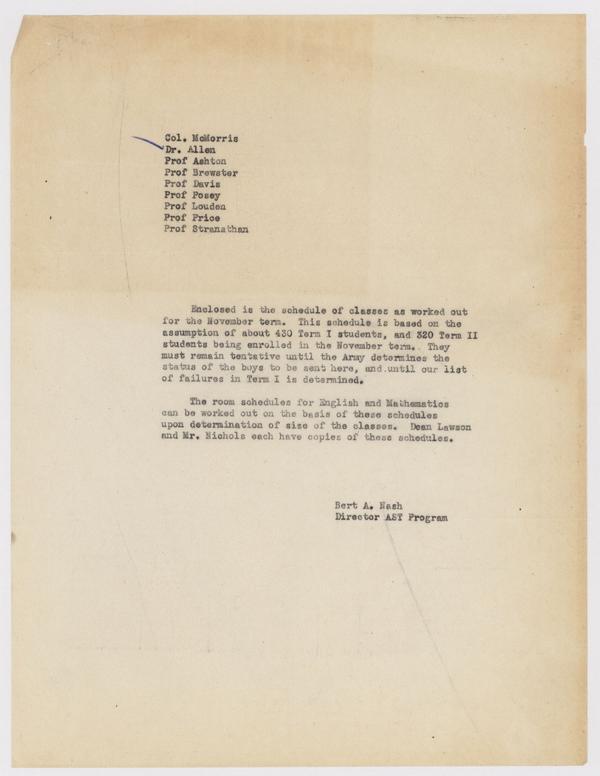 Col. McMorris
Dr. Allen
Prof Ashton
Prof Brewster
Prof Davis
Prof Posey
Prof Louden
Prof Price
Prof Stranathan
Enclosed is the schedule of classes as worked out
for the November term. This schedule is based on the
assumption of about 430 Term I students, and 320 Term II
students being enrolled in the November term. They
must remain tentative until the Army determines the
status of the boys to be sent here, and until our list
of failures in Term I is determined.
The room schedules for English and Mathematics
can be worked out on the basis of these schedules
upon determination of size of the classes. Dean Lawson
and Mr. Nichols each have copies of these schedules.
Bert A. Nash
Director AST Program